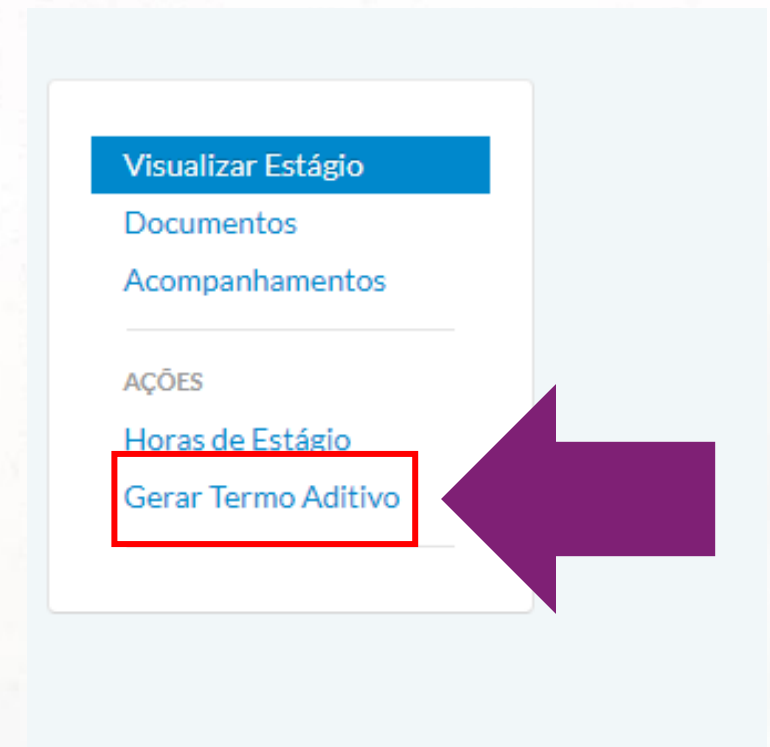 Visualizar Estágio
Documentos
Acompanhamentos
AÇÕES
Horas de Estágio
Gerar Termo Aditivo